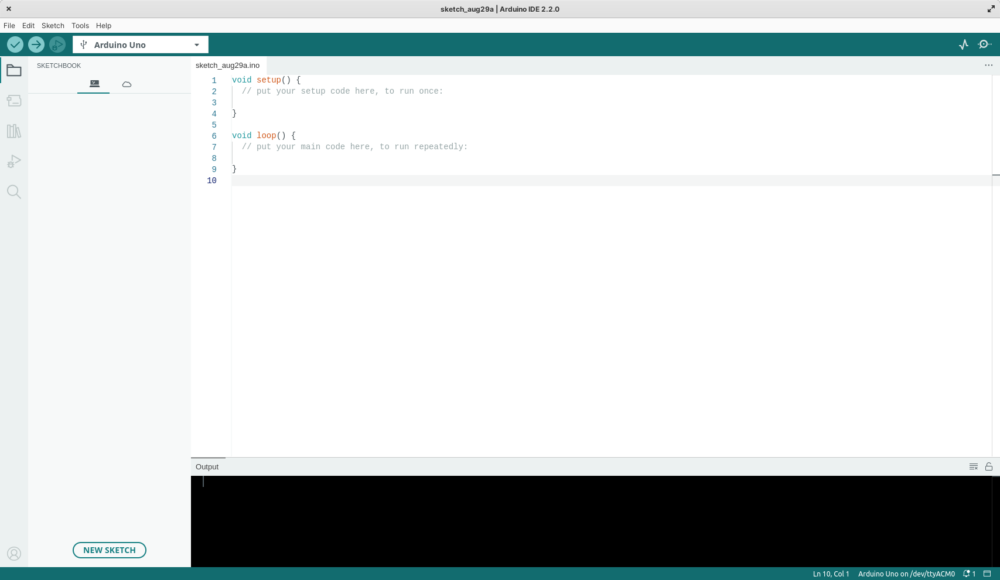 sketch_aug29a | Arduino IDE 2.2.0
File Edit Sketch Tools Help
Arduino Uno
SKETCHBOOK
sketch_aug29a.ino
1 void setup() {
2 // put your setup code here, to run once:
3
4 }
5
6 void loop() {
7 // put your main code here, to run repeatedly:
8
9 }
10
Output
NEW SKETCH
Ln 10, Col 1 Arduino Uno on /dev/ttyACM0 1